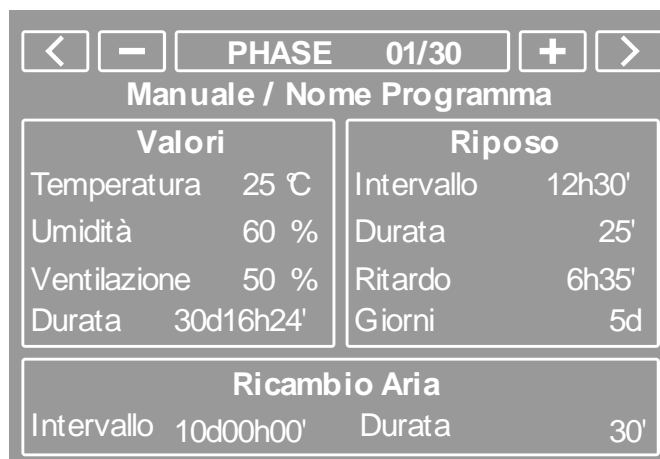 < − PHASE 01/30 + >
Manuale / Nome Programma
Valori
Temperatura 25 °C
Umidità 60 %
Ventilazione 50 %
Durata 30d16h24'
Riposo
Intervallo 12h30'
Durata 25'
Ritardo 6h35'
Giorni 5d
Ricambio Aria
Intervallo 10d00h00' Durata 30'